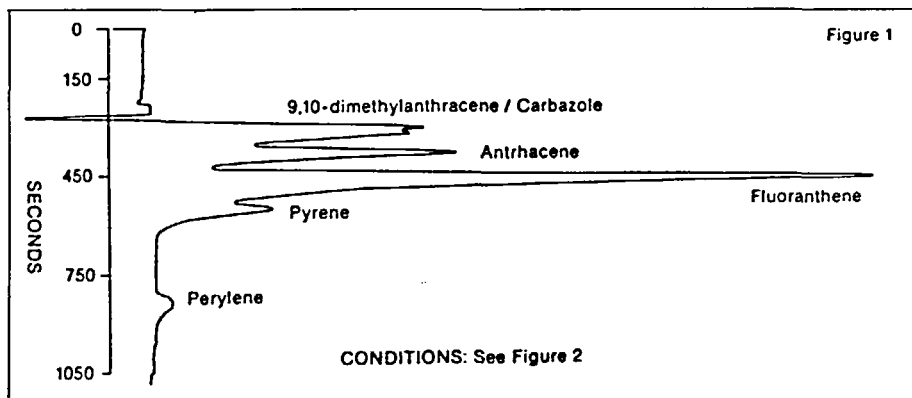 Figure 1
0
150
9,10-dimethylanthracene / Carbazole
Antrhacene
450
Fluoranthene
Pyrene
SECONDS
750
Perylene
CONDITIONS: See Figure 2
1050